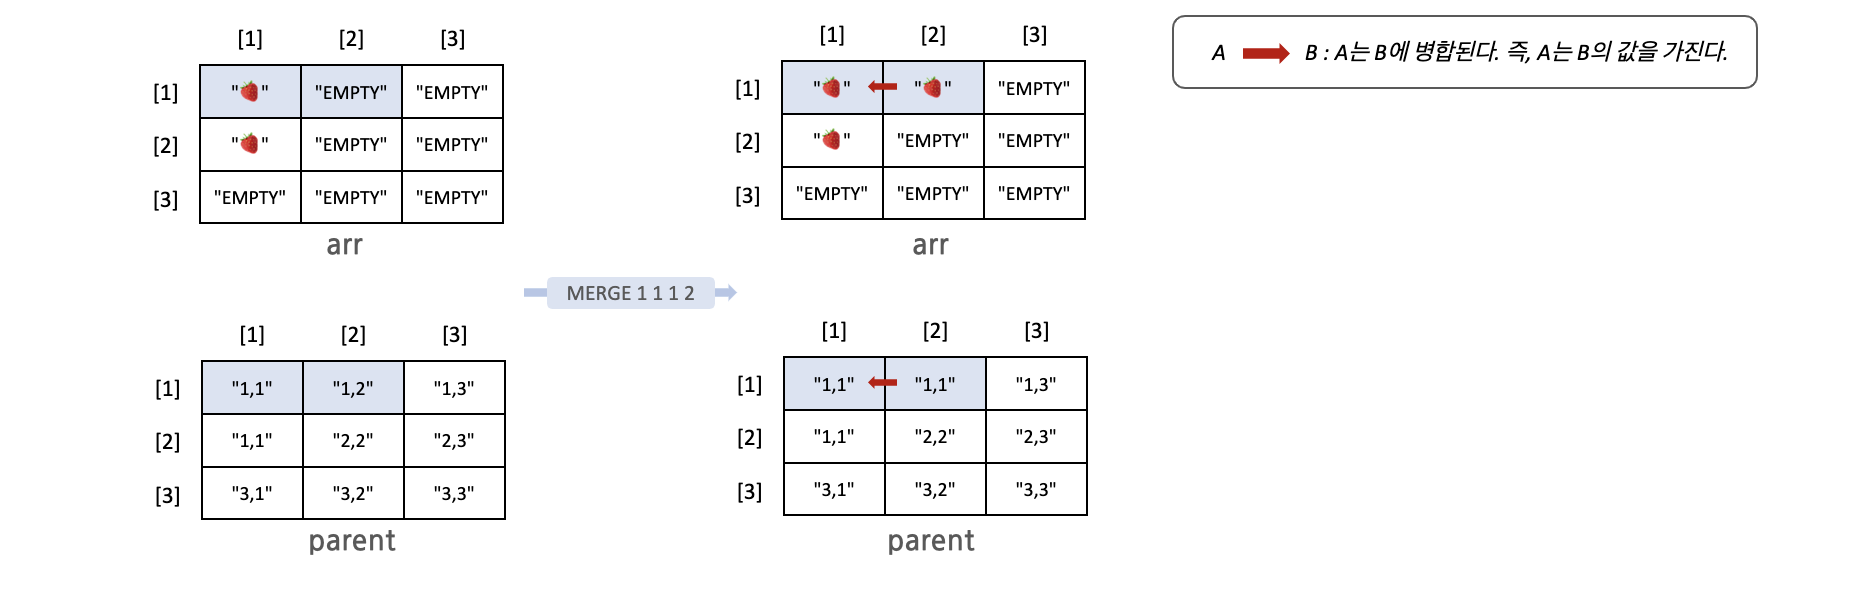 [1] [2] [3]
[1] "🍓" "EMPTY" "EMPTY"
[2] "🍓" "EMPTY" "EMPTY"
[3] "EMPTY" "EMPTY" "EMPTY"
arr
[1] [2] [3]
[1] "🍓" "🍓" "EMPTY"
[2] "🍓" "EMPTY" "EMPTY"
[3] "EMPTY" "EMPTY" "EMPTY"
arr
A B : A는 B에 병합된다. 즉, A는 B의 값을 가진다.
MERGE 1 1 1 2
[1] [2] [3]
[1] "1,1" "1,2" "1,3"
[2] "1,1" "2,2" "2,3"
[3] "3,1" "3,2" "3,3"
parent
[1] [2] [3]
[1] "1,1" "1,1" "1,3"
[2] "1,1" "2,2" "2,3"
[3] "3,1" "3,2" "3,3"
parent